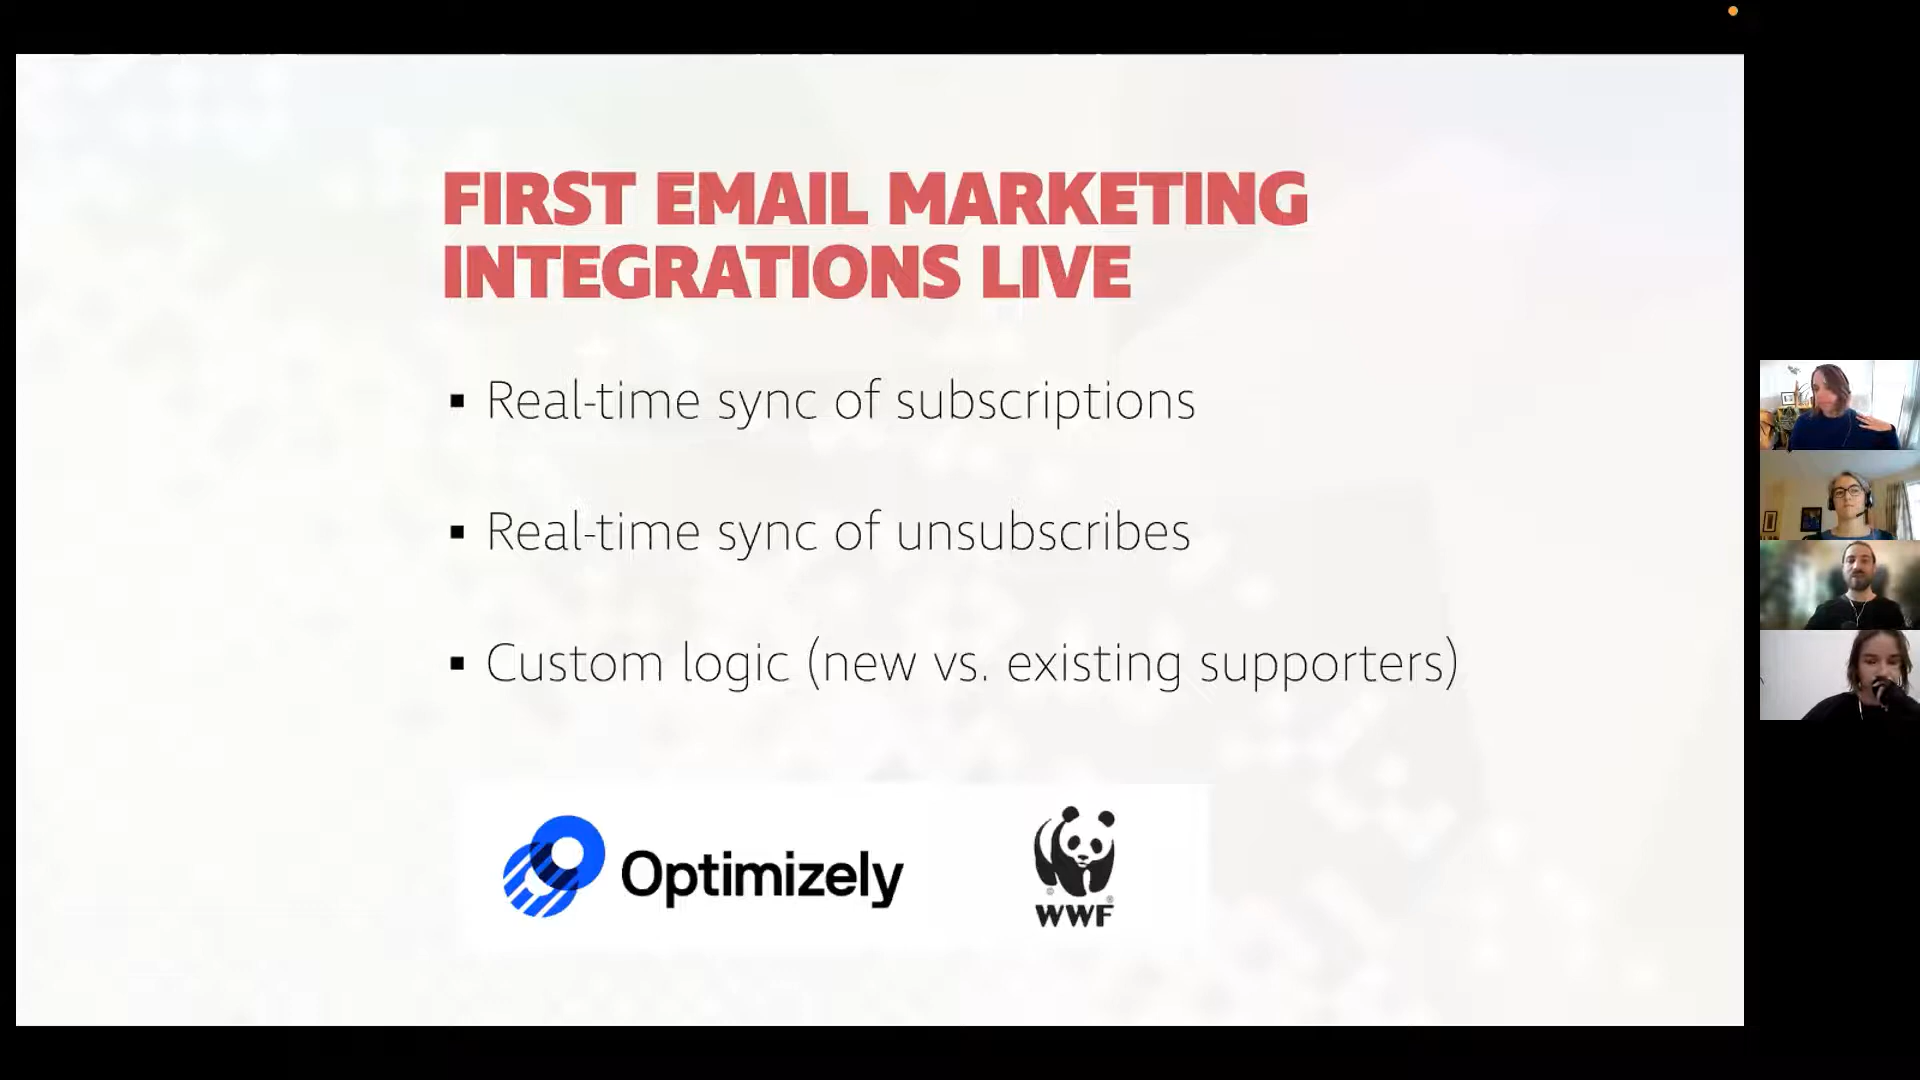 FIRST EMAIL MARKETING
INTEGRATIONS LIVE
▪ Real-time sync of subscriptions
▪ Real-time sync of unsubscribes
▪ Custom logic (new vs. existing supporters)
Optimizely
© ®
WWF